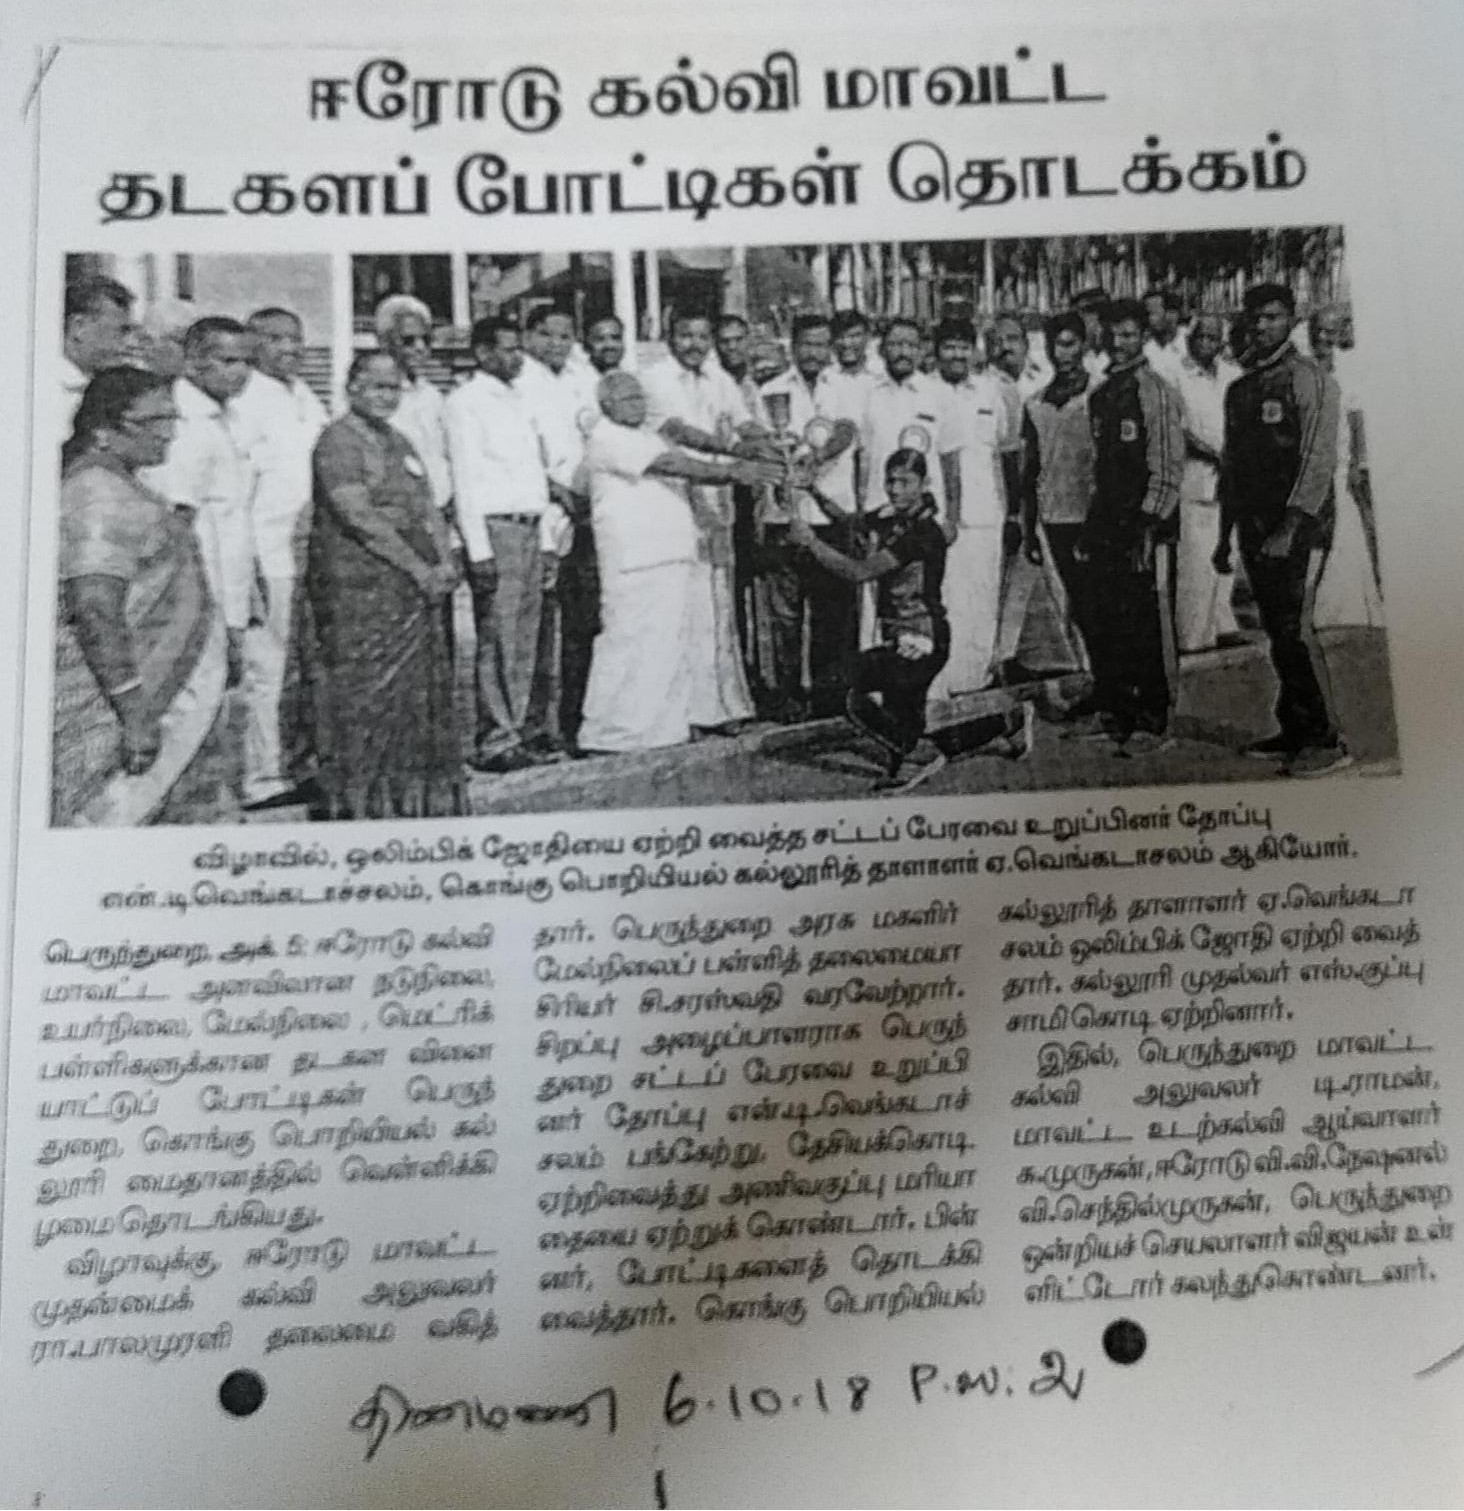 ஈரோடு கல்வி மாவட்ட
தடகளப் போட்டிகள் தொடக்கம்
விழாவில், ஒலிம்பிக் ஜோதியை ஏற்றி வைத்த சட்டப் பேரவை உறுப்பினர் தோப்பு
என்.டி.வெங்கடாச்சலம், கொங்கு பொறியியல் கல்லூரித் தாளாளர் ஏ.வெங்கடாசலம் ஆகியோர்.
பெருந்துறை, அக். 5: ஈரோடு கல்வி
மாவட்ட அளவிலான நடுநிலை,
உயர்நிலை, மேல்நிலை , மெட்ரிக்
பள்ளிகளுக்கான தடகள விளை
யாட்டுப் போட்டிகள் பெருந்
துறை, கொங்கு பொறியியல் கல்
லூரி மைதானத்தில் வெள்ளிக்கி
ழமை தொடங்கியது.
விழாவுக்கு, ஈரோடு மாவட்ட
முதன்மைக் கல்வி அலுவலர்
ரா.பாலமுரளி தலைமை வகித்
தார். பெருந்துறை அரசு மகளிர்
மேல்நிலைப் பள்ளித் தலைமையா
சிரியர் சி.சரஸ்வதி வரவேற்றார்.
சிறப்பு அழைப்பாளராக பெருந்
துறை சட்டப் பேரவை உறுப்பி
னர் தோப்பு என்.டி.வெங்கடாச்
சலம் பங்கேற்று, தேசியக்கொடி
ஏற்றிவைத்து அணிவகுப்பு மரியா
தையை ஏற்றுக் கொண்டார். பின்
னர், போட்டிகளைத் தொடக்கி
வைத்தார். கொங்கு பொறியியல்
கல்லூரித் தாளாளர் ஏ.வெங்கடா
சலம் ஒலிம்பிக் ஜோதி ஏற்றி வைத்
தார். கல்லூரி முதல்வர் எஸ்.குப்பு
சாமி கொடி ஏற்றினார்.
இதில், பெருந்துறை மாவட்ட
கல்வி அலுவலர் டி.ராமன்,
மாவட்ட உடற்கல்வி ஆய்வாளர்
சு.முருகன், ஈரோடு வி.வி.நேஷனல்
வி.செந்தில்முருகன், பெருந்துறை
ஒன்றியச் செயலாளர் விஜயன் உள்
ளிட்டோர் கலந்துகொண்டனர்.
தினமணி 6.10.18